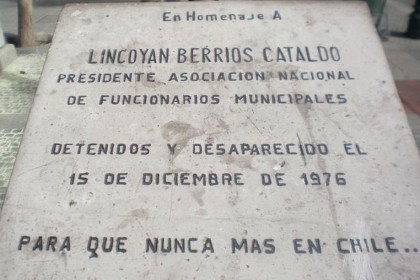 En Homenaje A
LINCOYAN BERRIOS CATALDO
PRESIDENTE ASOCIACION NACIONAL
DE FUNCIONARIOS MUNICIPALES
DETENIDOS Y DESAPARECIDO EL
15 DE DICIEMBRE DE 1976
PARA QUE NUNCA MAS EN CHILE...